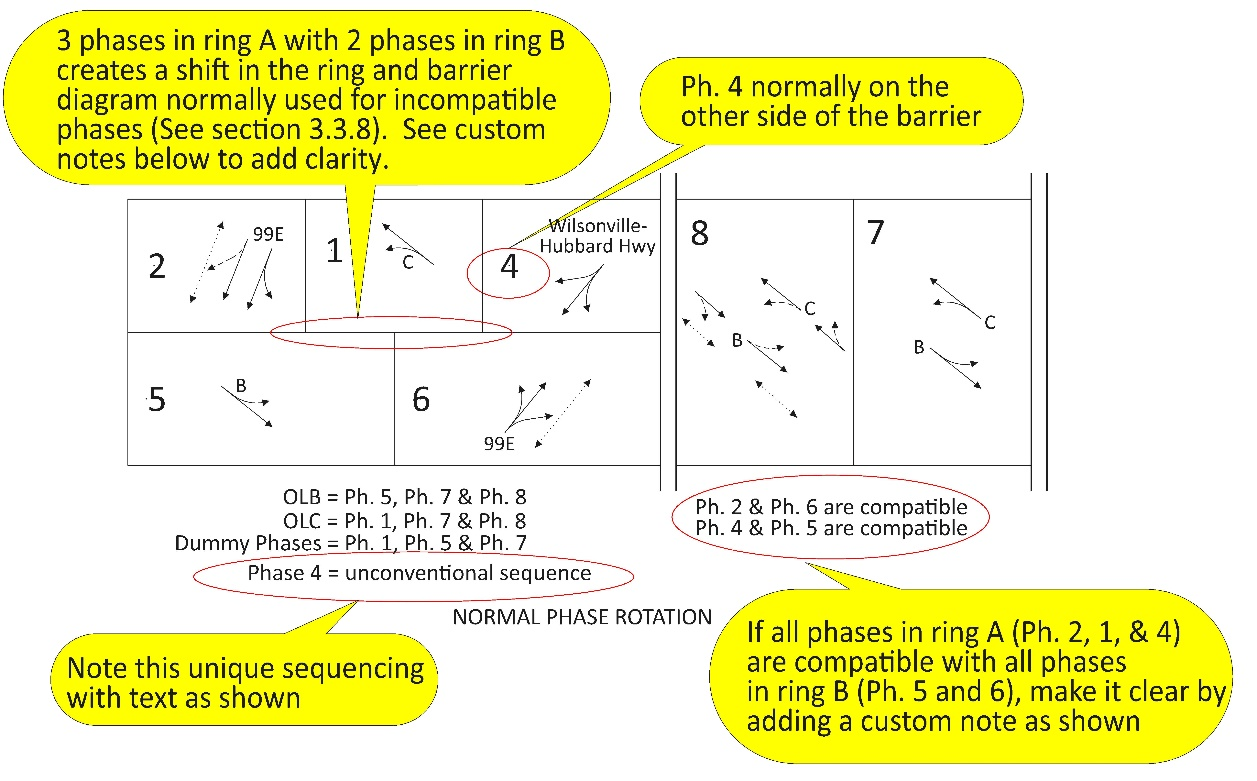 3 phases in ring A with 2 phases in ring B
creates a shift in the ring and barrier
diagram normally used for incompatible
phases (See section 3.3.8).  See custom
notes below to add clarity.
Ph. 4 normally on the
other side of the barrier
2
99E
1
C
4
Wilsonville-
Hubbard Hwy
8
C
B
7
C
B
5
B
6
99E
OLB = Ph. 5, Ph. 7 & Ph. 8
OLC = Ph. 1, Ph. 7 & Ph. 8
Dummy Phases = Ph. 1, Ph. 5 & Ph. 7
Phase 4 = unconventional sequence
Ph. 2 & Ph. 6 are compatible
Ph. 4 & Ph. 5 are compatible
NORMAL PHASE ROTATION
Note this unique sequencing
with text as shown
If all phases in ring A (Ph. 2, 1, & 4)
are compatible with all phases
in ring B (Ph. 5 and 6), make it clear by
adding a custom note as shown